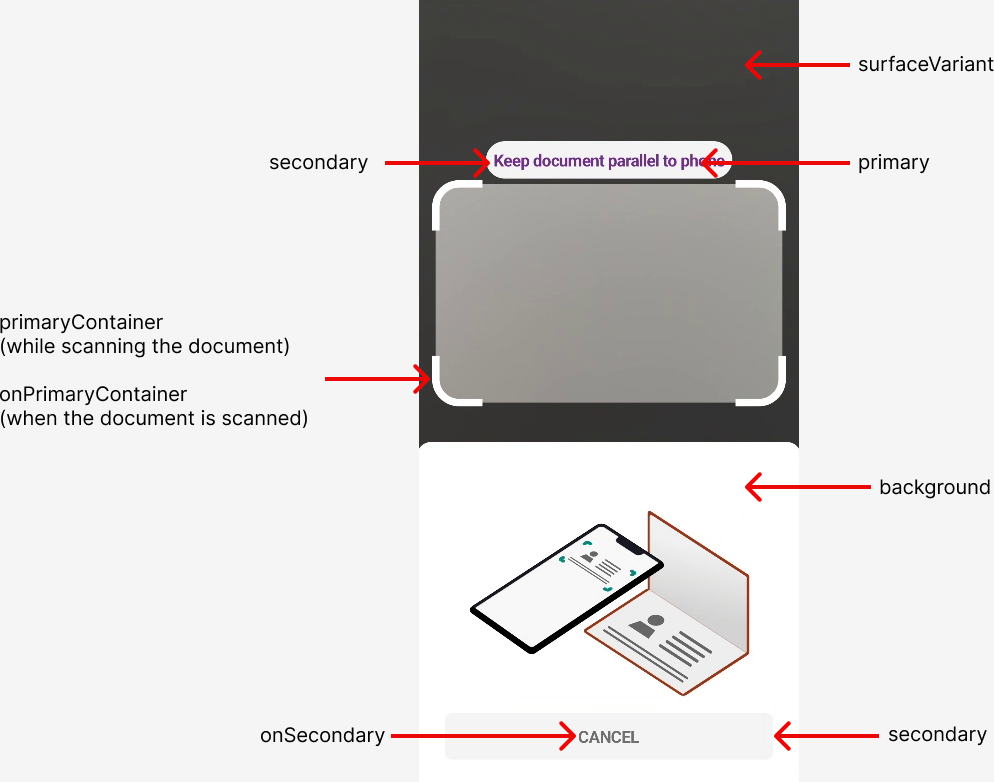 surfaceVariant
secondary
Keep document parallel to phone
primary
primaryContainer
(while scanning the document)
onPrimaryContainer
(when the document is scanned)
background
onSecondary
CANCEL
secondary